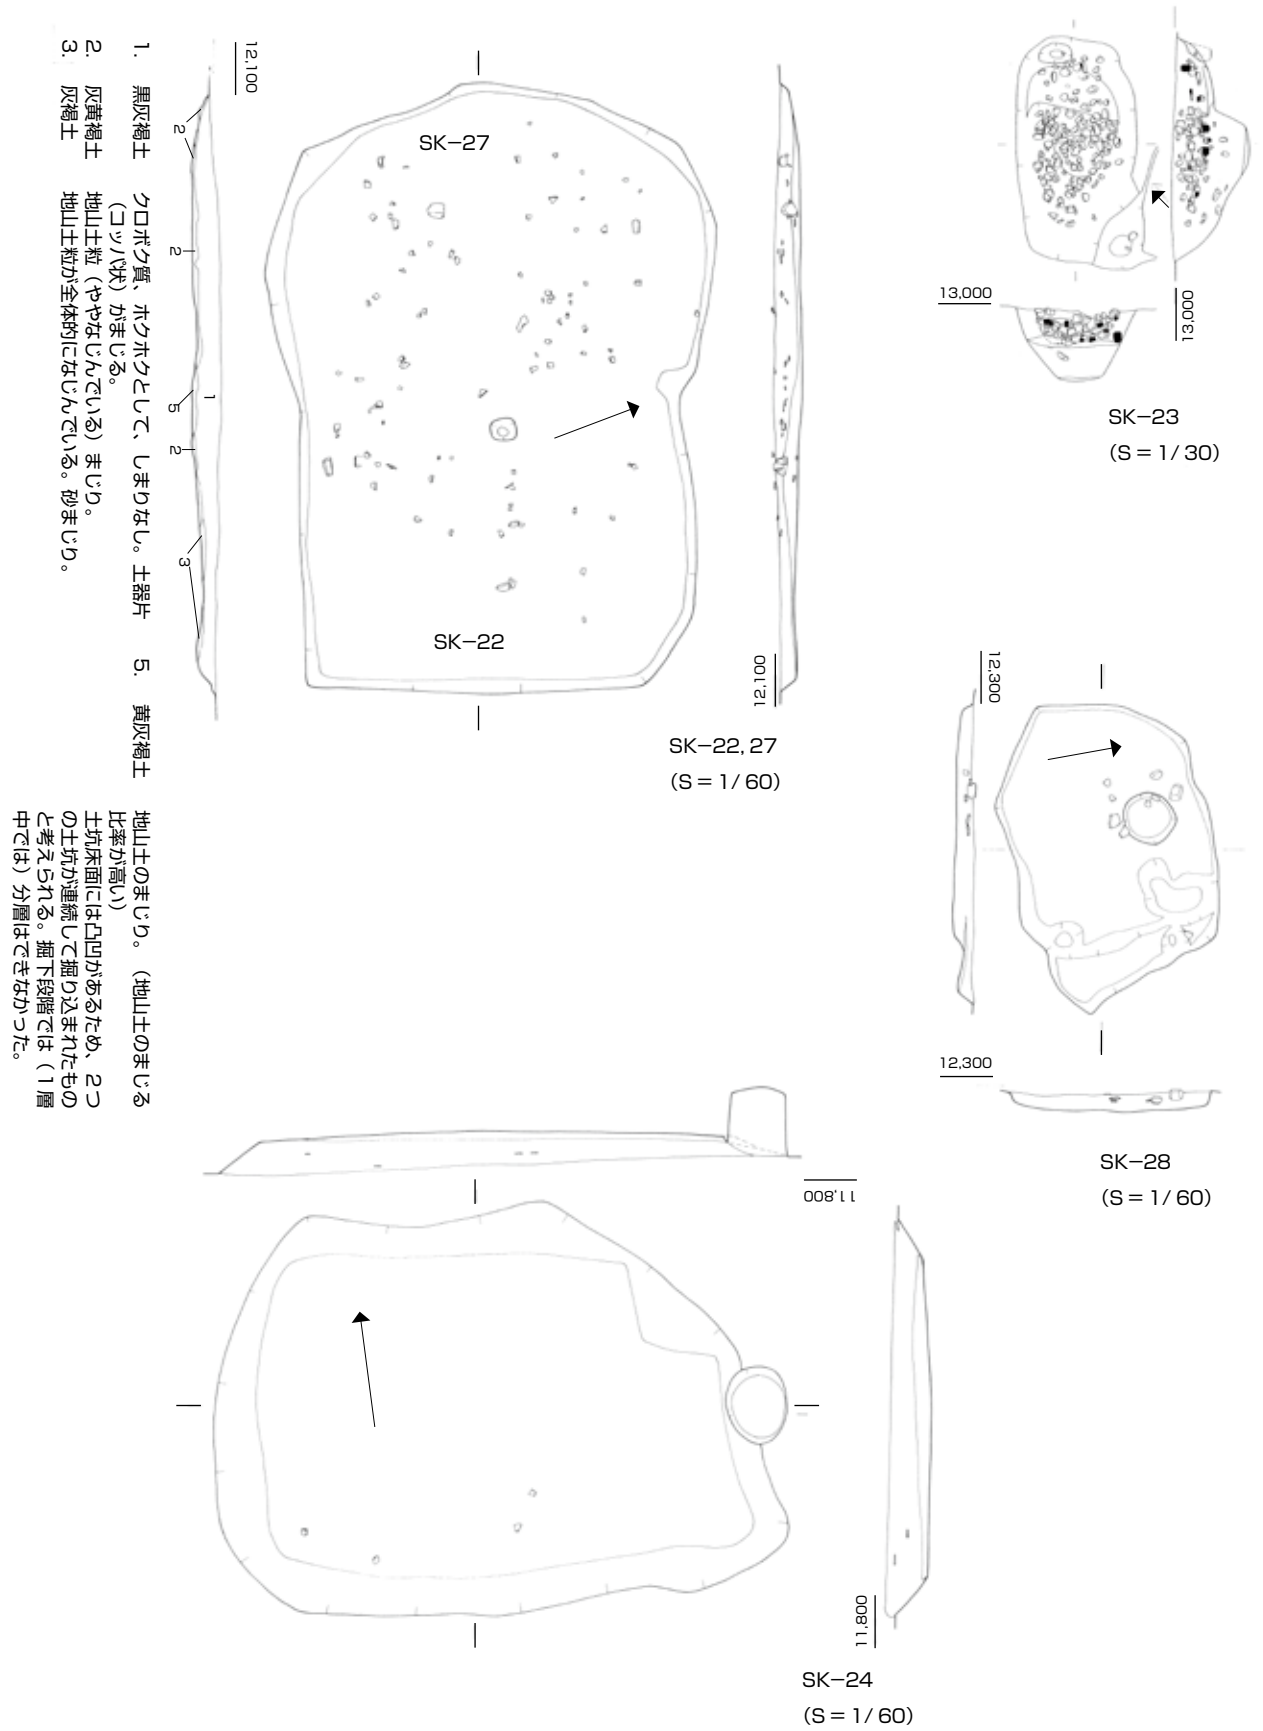 1. 黒灰褐土 クロボク質、ホクホクとして、しまりなし。土器片
（コッパ状）がまじる。
2. 灰黄褐土 地山土粒（ややなじんでいる）まじり。
3. 灰褐土 地山土粒が全体的になじんでいる。砂まじり。
5. 黄灰褐土 地山土のまじり。（地山土のまじる
比率が高い）
土坑床面には凸凹があるため、2つ
の土坑が連続して掘り込まれたもの
と考えられる。掘下段階では（1層
中では）分層はできなかった。
12,100
2
2
1
5
2
3
SK−27
SK−22
12,100
SK−22, 27
（S = 1/ 60）
13,000
13,000
SK−23
（S = 1/ 30）
12,300
12,300
SK−28
（S = 1/ 60）
11,800
11,800
SK−24
（S = 1/ 60）